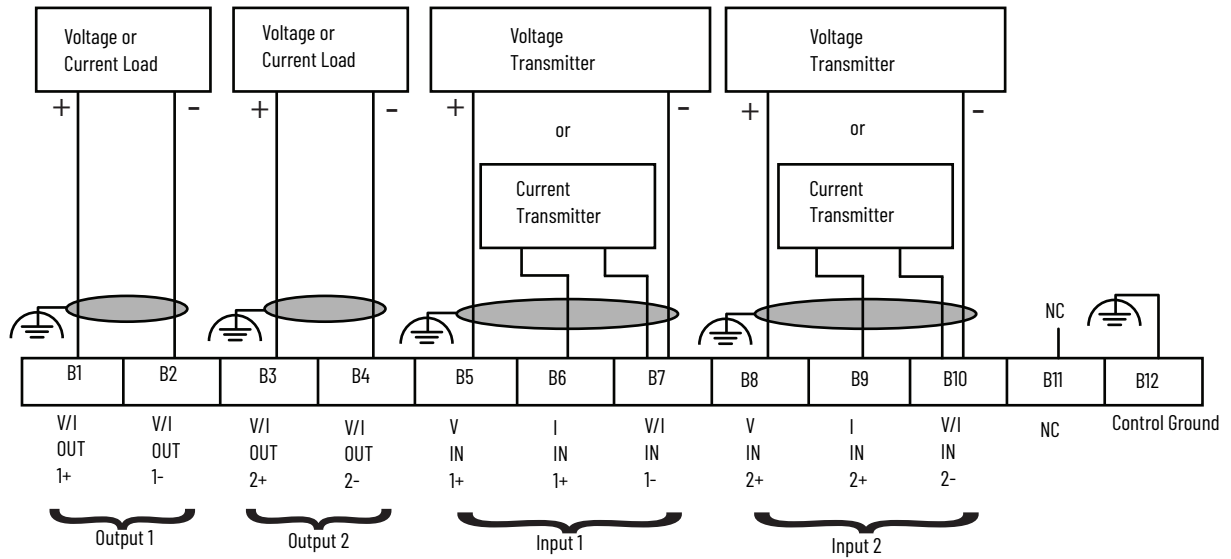 Voltage or
Current Load
Voltage or
Current Load
Voltage
Transmitter
Voltage
Transmitter
+ -
+ -
+ -
+ -
or
or
Current
Transmitter
Current
Transmitter
NC
B1 B2 B3 B4 B5 B6 B7 B8 B9 B10 B11 B12
V/I
OUT
1+
V/I
OUT
1-
V/I
OUT
2+
V/I
OUT
2-
V
IN
1+
I
IN
1+
V/I
IN
1-
V
IN
2+
I
IN
2+
V/I
IN
2-
NC
Control Ground
Output 1
Output 2
Input 1
Input 2